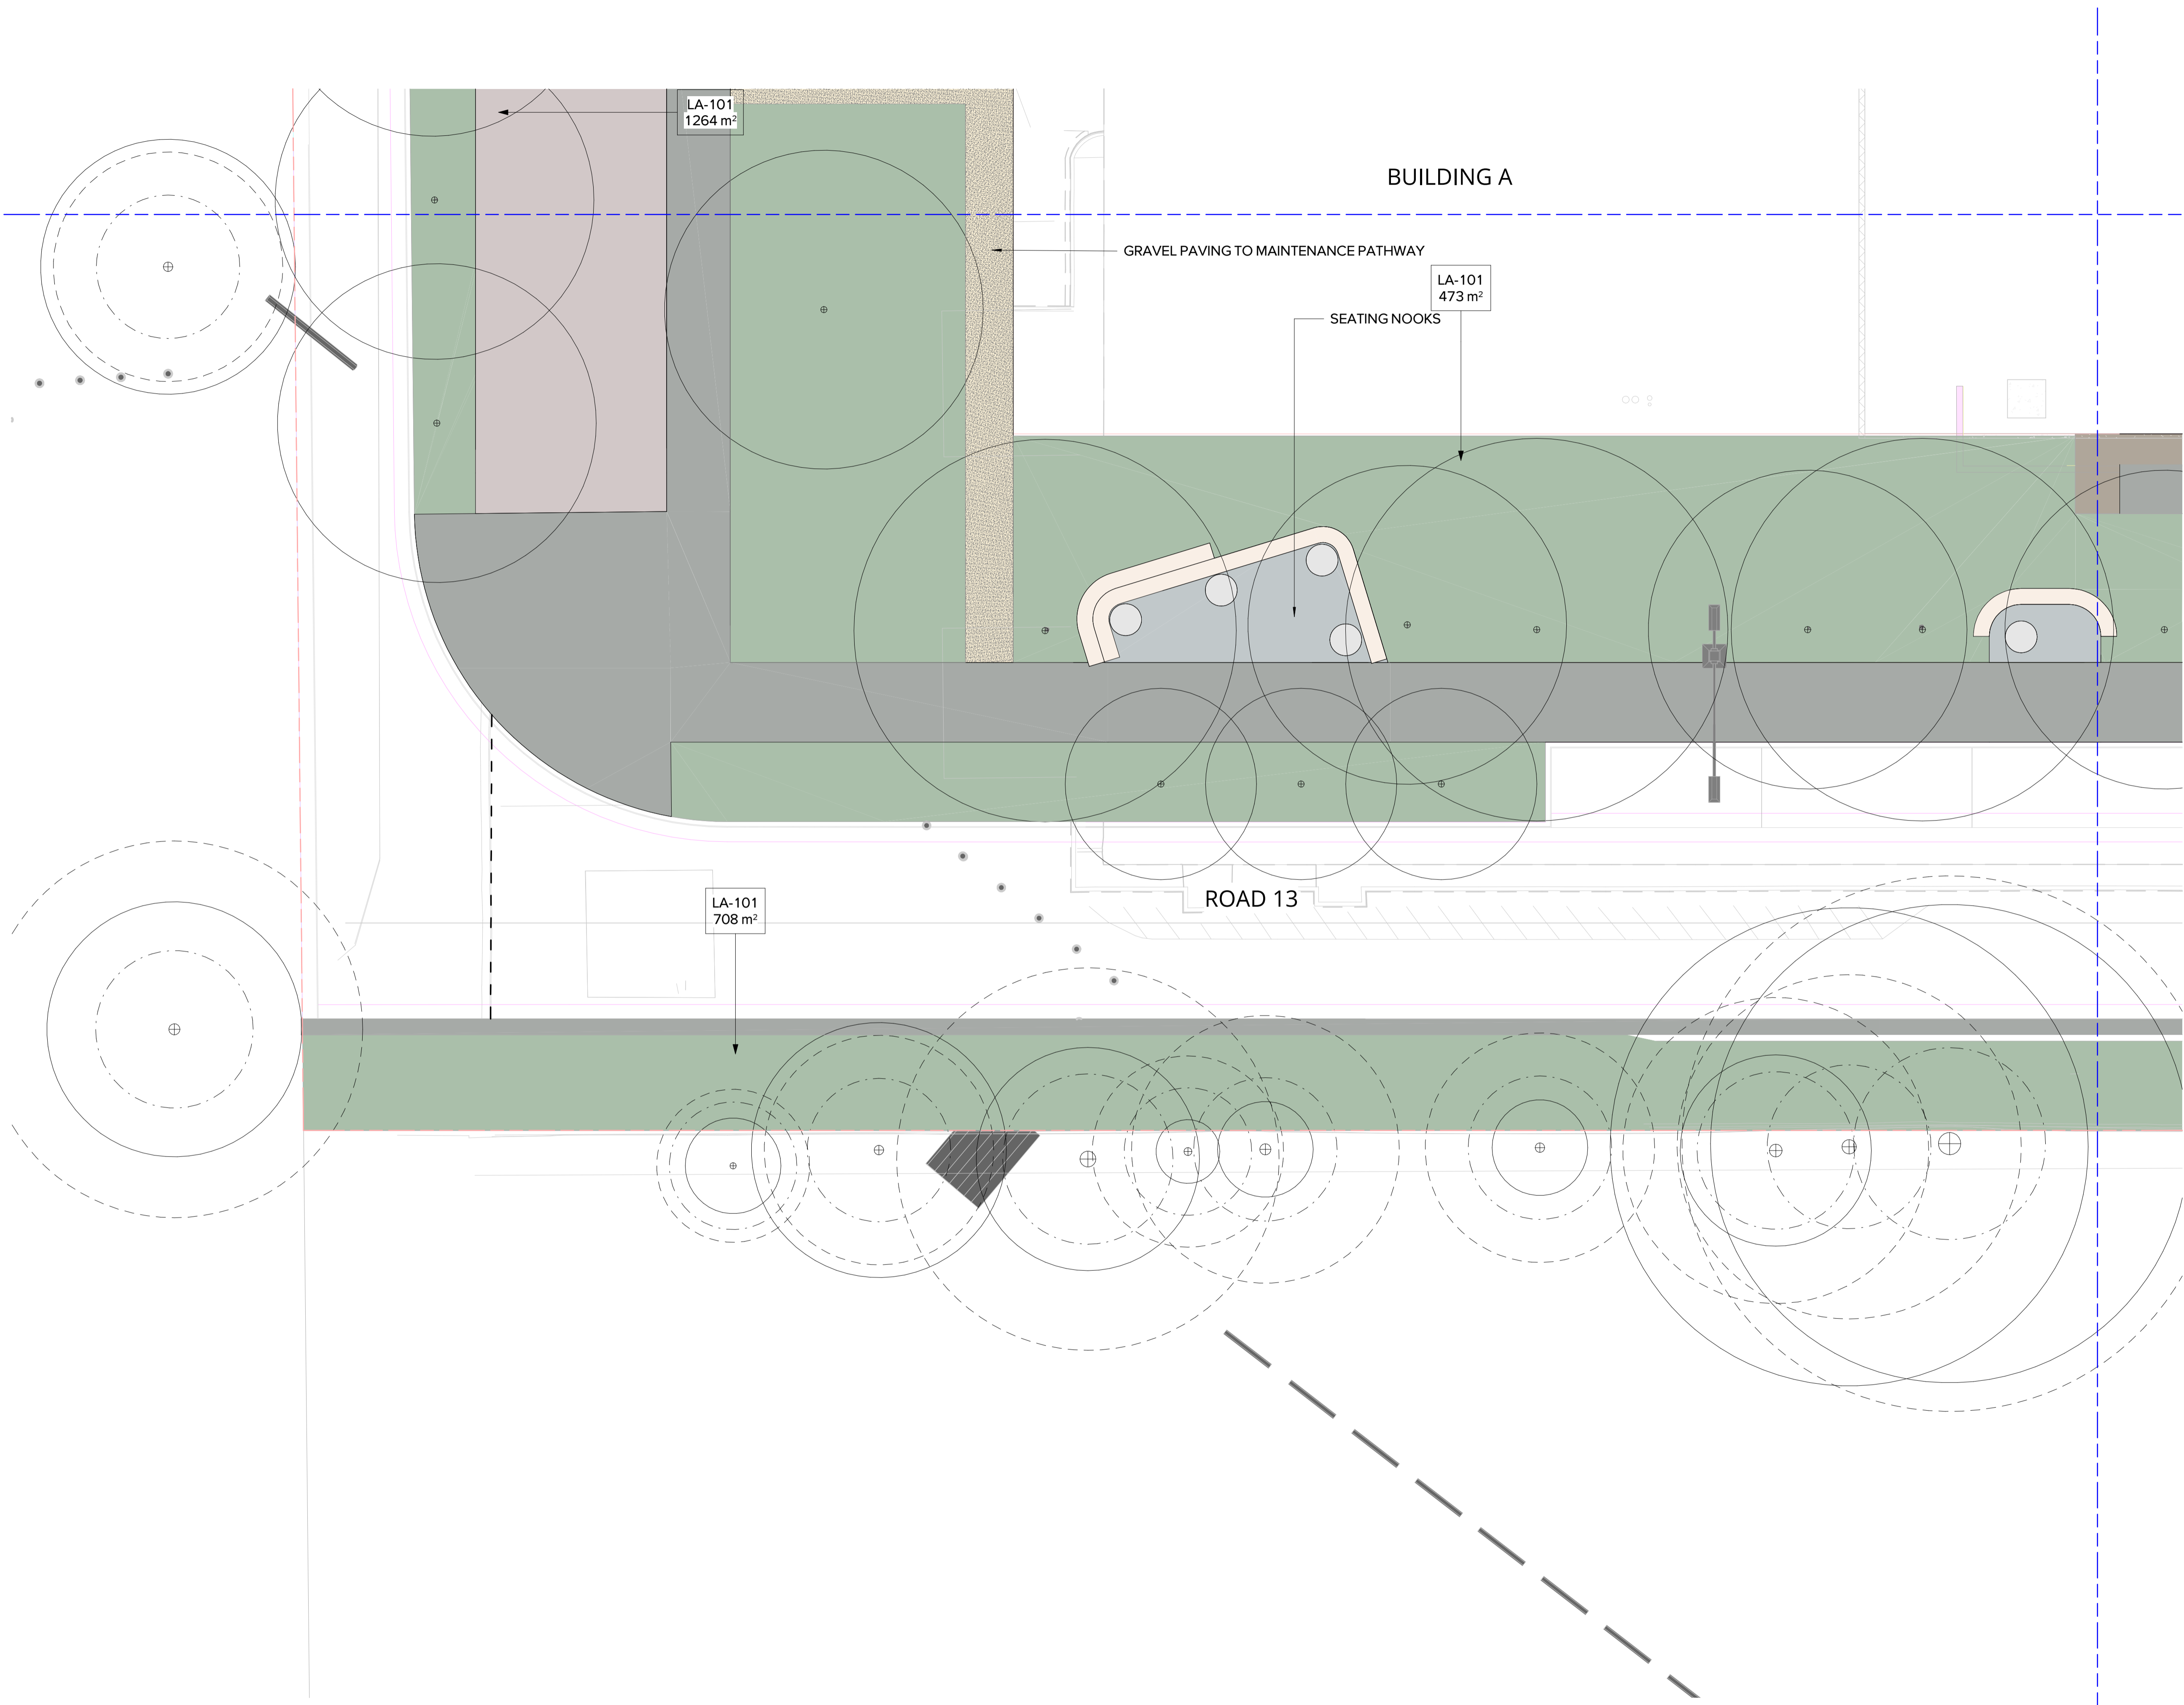 LA-101
1264 m²
BUILDING A
GRAVEL PAVING TO MAINTENANCE PATHWAY
LA-101
473 m²
SEATING NOOKS
LA-101
708 m²
ROAD 13